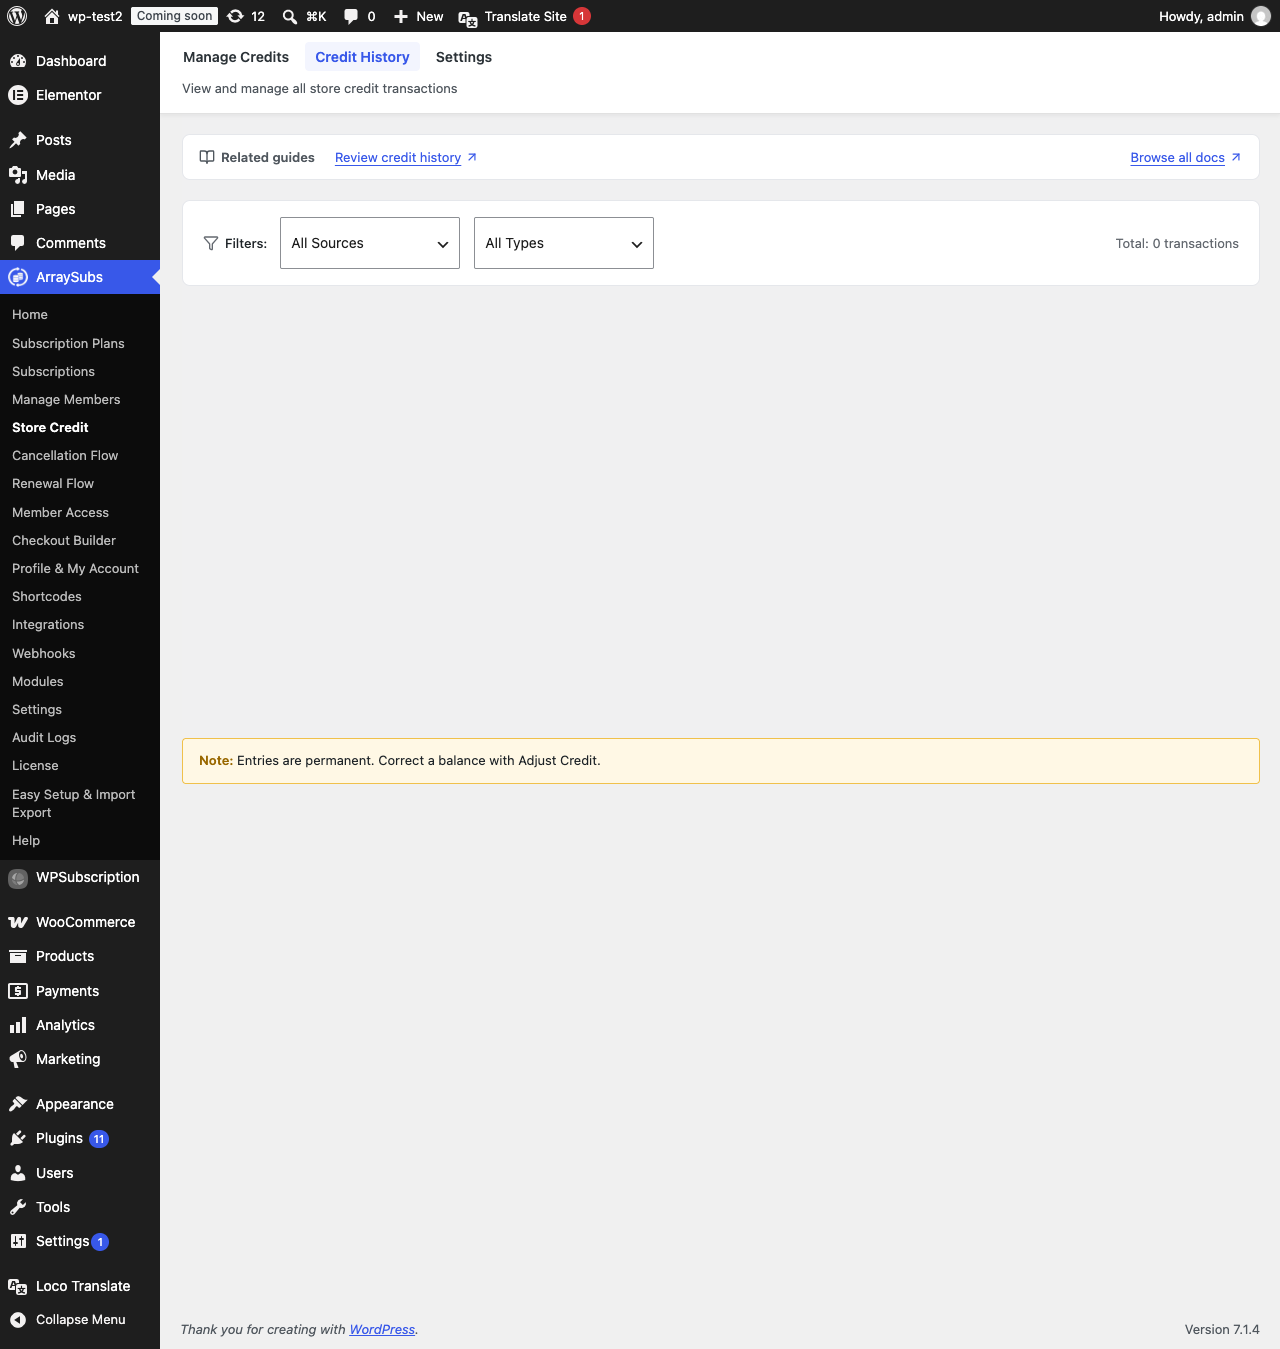 wp-test2 Coming soon 12 ⌘K 0 New Translate Site 1 Howdy, admin
Dashboard
Elementor
Posts
Media
Pages
Comments
ArraySubs
Home
Subscription Plans
Subscriptions
Manage Members
Store Credit
Cancellation Flow
Renewal Flow
Member Access
Checkout Builder
Profile & My Account
Shortcodes
Integrations
Webhooks
Modules
Settings
Audit Logs
License
Easy Setup & Import
Export
Help
WPSubscription
WooCommerce
Products
Payments
Analytics
Marketing
Appearance
Plugins 11
Users
Tools
Settings 1
Loco Translate
Collapse Menu
Manage Credits Credit History Settings
View and manage all store credit transactions
Related guides Review credit history Browse all docs
Filters: All Sources All Types Total: 0 transactions
Note: Entries are permanent. Correct a balance with Adjust Credit.
Thank you for creating with WordPress. Version 7.1.4